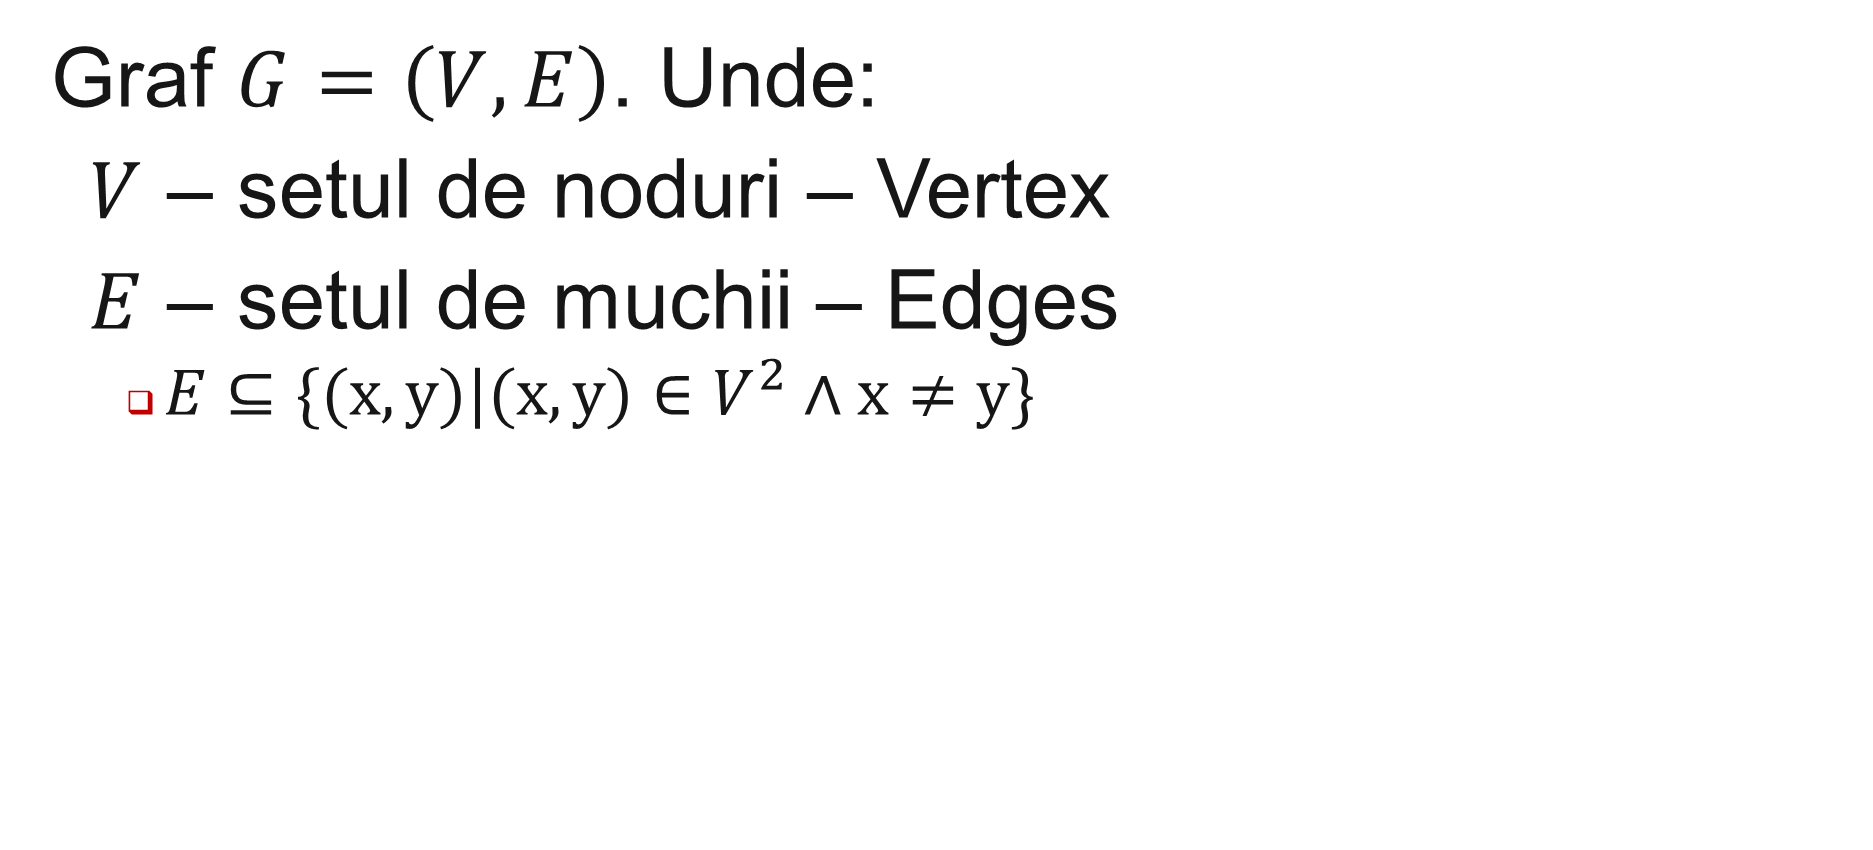 Graf 𝐺 = (𝑉, 𝐸). Unde:
𝑉 – setul de noduri – Vertex
𝐸 – setul de muchii – Edges
❑ 𝐸 ⊆ {(x, y)|(x, y) ∈ 𝑉² ∧ x ≠ y}